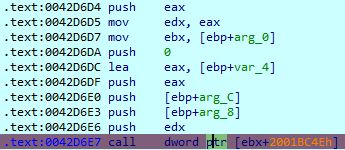 .text:0042D6D4 push    eax
.text:0042D6D5 mov     edx, eax
.text:0042D6D7 mov     ebx, [ebp+arg_0]
.text:0042D6DA push    0
.text:0042D6DC lea     eax, [ebp+var_4]
.text:0042D6DF push    eax
.text:0042D6E0 push    [ebp+arg_C]
.text:0042D6E3 push    [ebp+arg_8]
.text:0042D6E6 push    edx
.text:0042D6E7 call    dword ptr [ebx+2001BC4Eh]